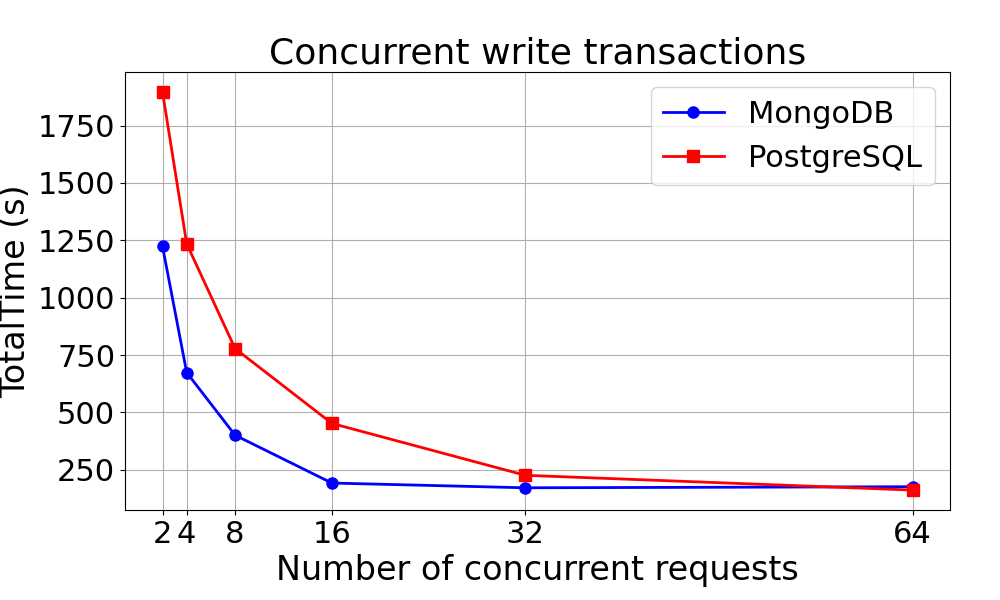 Concurrent write transactions
MongoDB
PostgreSQL
TotalTime (s)
1750
1500
1250
1000
750
500
250
2 4 8 16 32 64
Number of concurrent requests